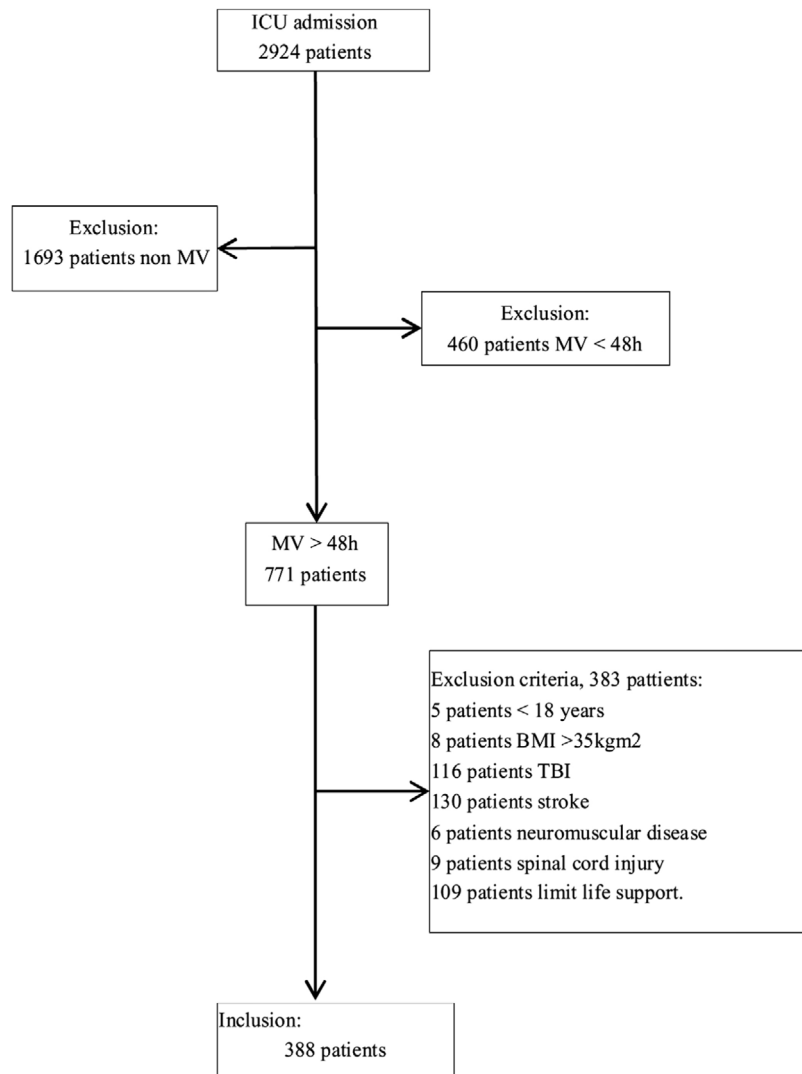 ICU admission
2924 patients
Exclusion:
1693 patients non MV
Exclusion:
460 patients MV < 48h
MV > 48h
771 patients
Exclusion criteria, 383 pattients:
5 patients < 18 years
8 patients BMI >35kgm2
116 patients TBI
130 patients stroke
6 patients neuromuscular disease
9 patients spinal cord injury
109 patients limit life support.
Inclusion:
388 patients